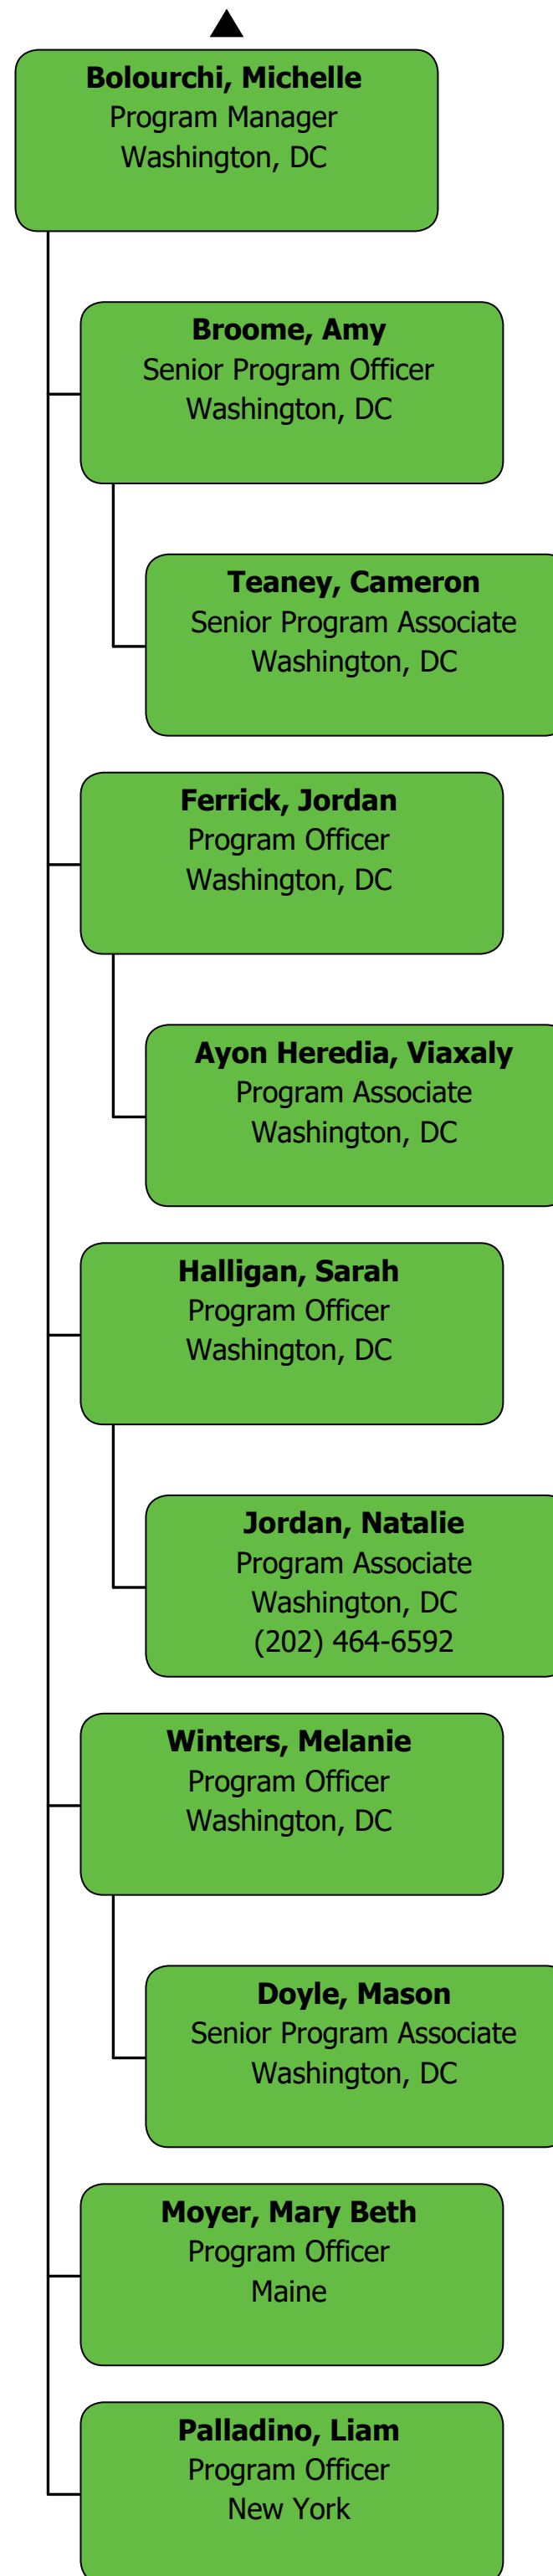 Bolourchi, Michelle
Program Manager
Washington, DC
Broome, Amy
Senior Program Officer
Washington, DC
Teaney, Cameron
Senior Program Associate
Washington, DC
Ferrick, Jordan
Program Officer
Washington, DC
Ayon Heredia, Viaxaly
Program Associate
Washington, DC
Halligan, Sarah
Program Officer
Washington, DC
Jordan, Natalie
Program Associate
Washington, DC
(202) 464-6592
Winters, Melanie
Program Officer
Washington, DC
Doyle, Mason
Senior Program Associate
Washington, DC
Moyer, Mary Beth
Program Officer
Maine
Palladino, Liam
Program Officer
New York